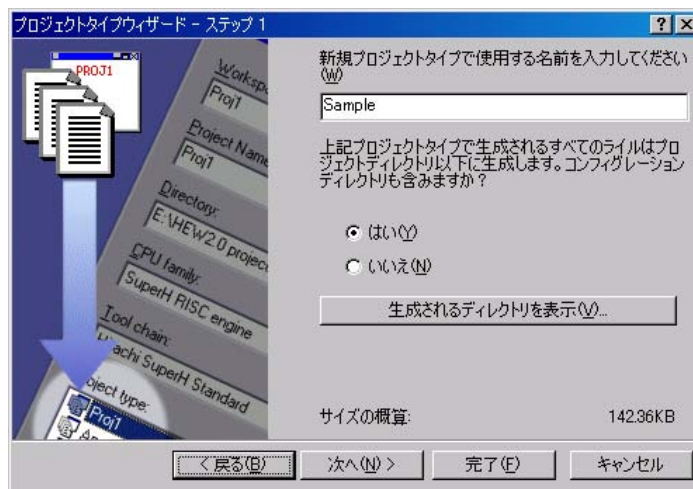 プロジェクトタイプウィザード - ステップ 1
PROJ1
Proj1
Project Name
Proj1
Directory:
E:\HEW2.0 project
CPU family:
SuperH RISC engine
Tool chain:
Hitachi SuperH Standard
Project type:
Proj1
新規プロジェクトタイプで使用する名前を入力してください
(W)
Sample
上記プロジェクトタイプで生成されるすべてのライルはプロ
ジェクトディレクトリ以下に生成します。コンフィグレーション
ディレクトリも含みますか?
はい(Y)
いいえ(N)
生成されるディレクトリを表示(V)...
サイズの概算:
142.36KB
< 戻る(B)
次へ(N) >
完了(F)
キャンセル